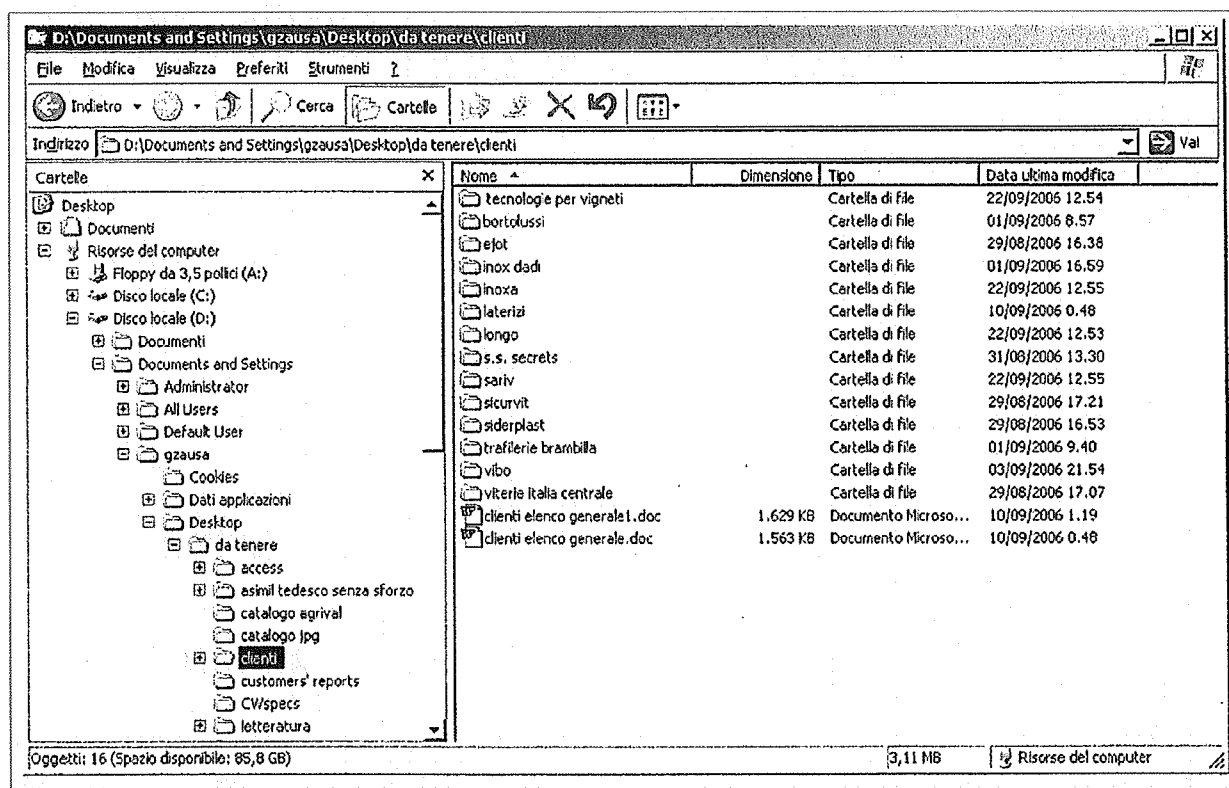 D:\Documents and Settings\gzausa\Desktop\da tenere\clienti
File Modifica Visualizza Preferiti Strumenti ?
Indietro Cerca Cartelle
Indirizzo D:\Documents and Settings\gzausa\Desktop\da tenere\clienti Vai
Cartelle
Desktop
Documenti
Risorse del computer
Floppy da 3,5 pollici (A:)
Disco locale (C:)
Disco locale (D:)
Documenti
Documents and Settings
Administrator
All Users
Default User
gzausa
Cookies
Dati applicazioni
Desktop
da tenere
access
asimil tedesco senza sforzo
catalogo agrival
catalogo jpg
clienti
customers' reports
CWspecs
letteratura
Nome Dimensione Tipo Data ultima modifica
tecnologie per vigneti Cartella di file 22/09/2006 12.54
bortolussi Cartella di file 01/09/2006 8.57
ejot Cartella di file 29/08/2006 16.38
inox dadi Cartella di file 01/09/2006 16.59
inoxa Cartella di file 22/09/2006 12.55
laterizi Cartella di file 10/09/2006 0.48
longo Cartella di file 22/09/2006 12.53
s.s. secrets Cartella di file 31/08/2006 13.30
sariv Cartella di file 22/09/2006 12.55
sicurvit Cartella di file 29/08/2006 17.21
siderplast Cartella di file 29/08/2006 16.53
trafilerie brambilla Cartella di file 01/09/2006 9.40
vibo Cartella di file 03/09/2006 21.54
viterie italia centrale Cartella di file 29/08/2006 17.07
clienti elenco generale1.doc 1.629 KB Documento Microso... 10/09/2006 1.19
clienti elenco generale.doc 1.563 KB Documento Microso... 10/09/2006 0.48
Oggetti: 16 (Spazio disponibile: 85,8 GB) 3,11 MB Risorse del computer